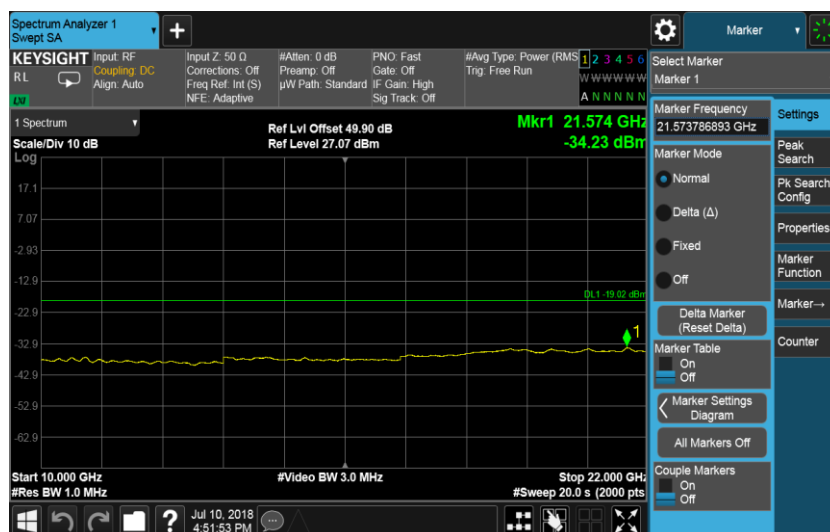 Spectrum Analyzer 1
Swept SA
+
Marker
KEYSIGHT
RL
LXI
Input: RF
Coupling: DC
Align: Auto
Input Z: 50 Ω
Corrections: Off
Freq Ref: Int (S)
NFE: Adaptive
#Atten: 0 dB
Preamp: Off
µW Path: Standard
PNO: Fast
Gate: Off
IF Gain: High
Sig Track: Off
#Avg Type: Power (RMS
Trig: Free Run
1 2 3 4 5 6
W W W W W W
A N N N N N
Select Marker
Marker 1
1 Spectrum
Scale/Div 10 dB
Log
Ref Lvl Offset 49.90 dB
Ref Level 27.07 dBm
Mkr1 21.574 GHz
-34.23 dBm
17.1
7.07
-2.93
-12.9
-22.9
-32.9
-42.9
-52.9
-62.9
DL1 -19.02 dBm
1
Start 10.000 GHz
#Res BW 1.0 MHz
#Video BW 3.0 MHz
Stop 22.000 GHz
#Sweep 20.0 s (2000 pts
Marker Frequency
21.573786893 GHz
Marker Mode
Normal
Delta (Δ)
Fixed
Off
Delta Marker
(Reset Delta)
Marker Table
On
Off
Marker Settings
Diagram
All Markers Off
Couple Markers
On
Off
Settings
Peak
Search
Pk Search
Config
Properties
Marker
Function
Marker→
Counter
?
Jul 10, 2018
4:51:53 PM